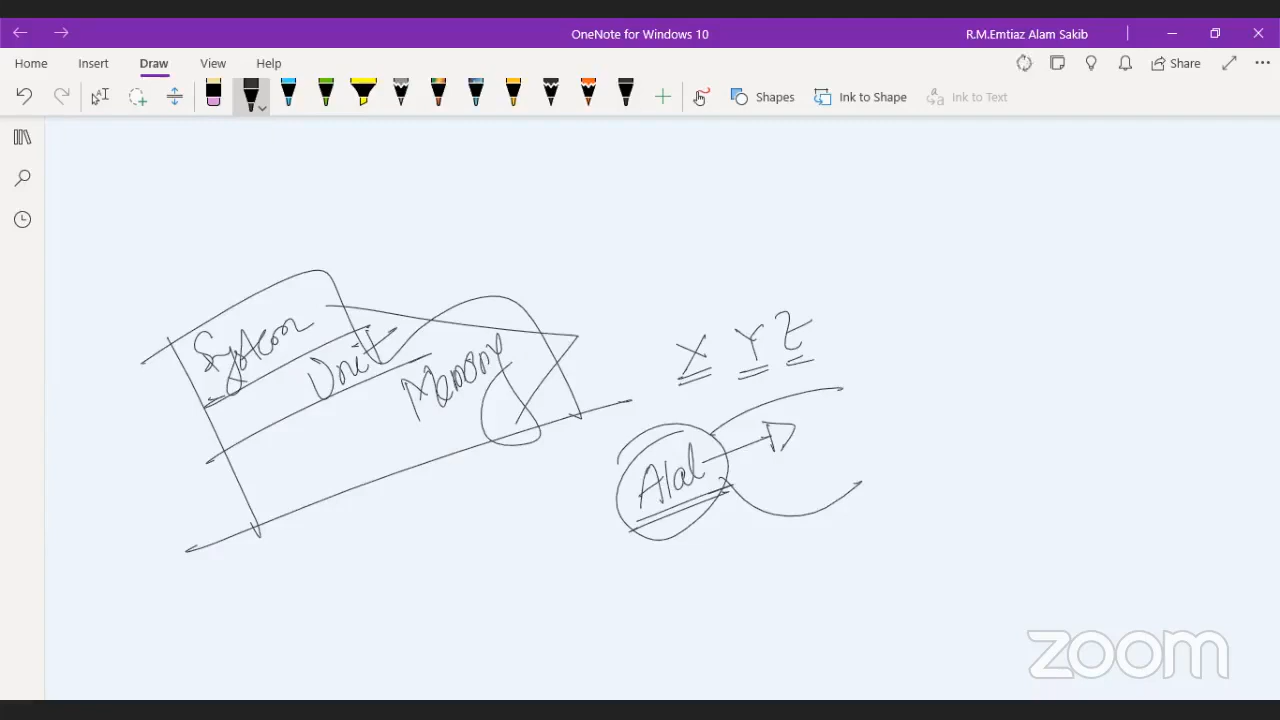 OneNote for Windows 10
R.M.Emtiaz Alam Sakib
Home Insert Draw View Help
Share
Shapes
Ink to Shape
Ink to Text
System
Unit
Memory
X Y Z
Alal
zoom